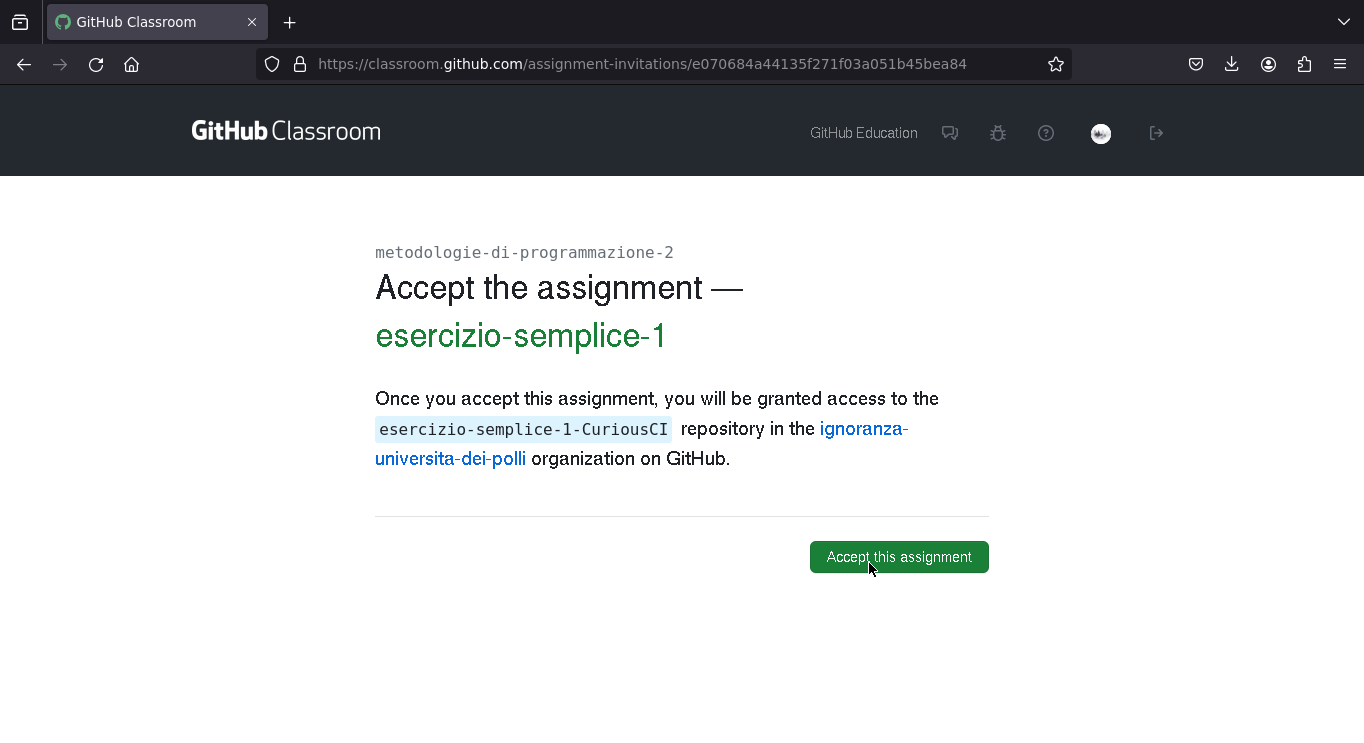 GitHub Classroom
https://classroom.github.com/assignment-invitations/e070684a44135f271f03a051b45bea84
GitHub Classroom
GitHub Education
metodologie-di-programmazione-2
Accept the assignment —
esercizio-semplice-1
Once you accept this assignment, you will be granted access to the
esercizio-semplice-1-CuriousCI repository in the ignoranza-
universita-dei-polli organization on GitHub.
Accept this assignment